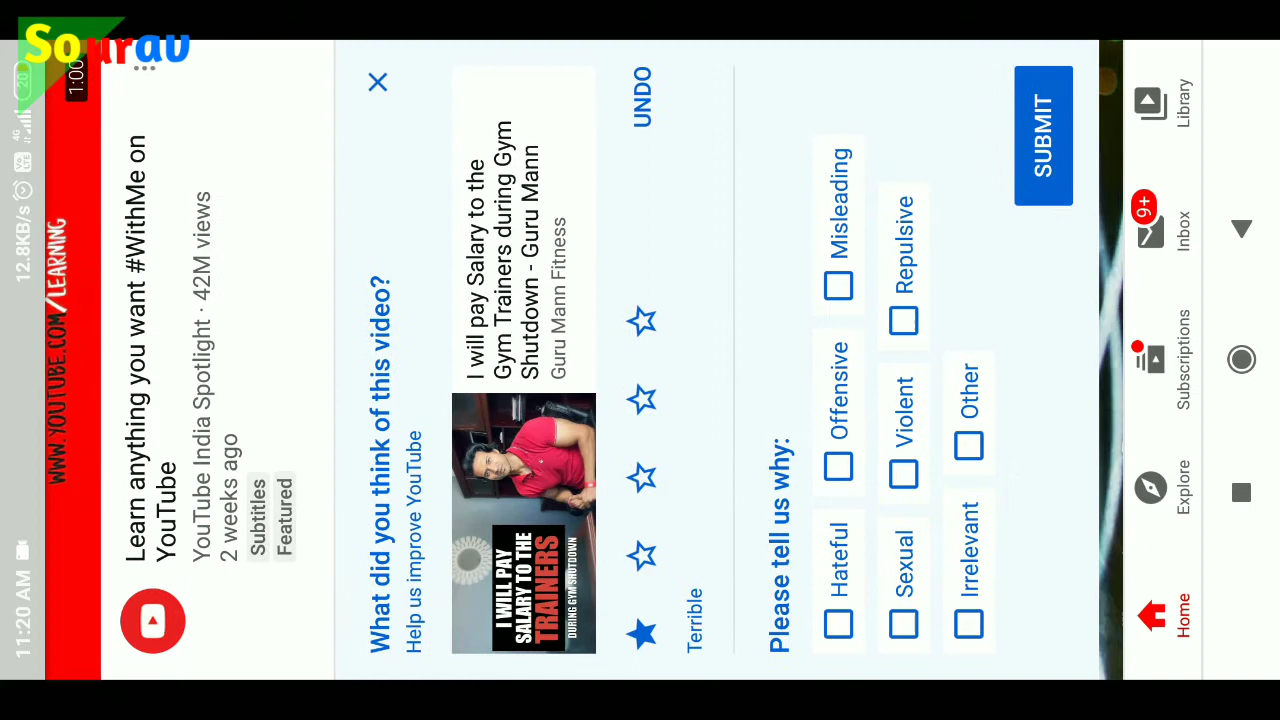 Sourav
11:20 AM
12.8KB/s
VoLTE
4G
20
WWW.YOUTUBE.COM/LEARNING
1:00
Learn anything you want #WithMe on
YouTube
YouTube India Spotlight · 42M views
2 weeks ago
Subtitles
Featured
What did you think of this video?
Help us improve YouTube
I WILL PAY
SALARY TO THE
TRAINERS
DURING GYM SHUTDOWN
I will pay Salary to the
Gym Trainers during Gym
Shutdown - Guru Mann
Guru Mann Fitness
UNDO
Terrible
Please tell us why:
Hateful Offensive Misleading
Sexual Violent Repulsive
Irrelevant Other
SUBMIT
9+
Home Explore Subscriptions Inbox Library